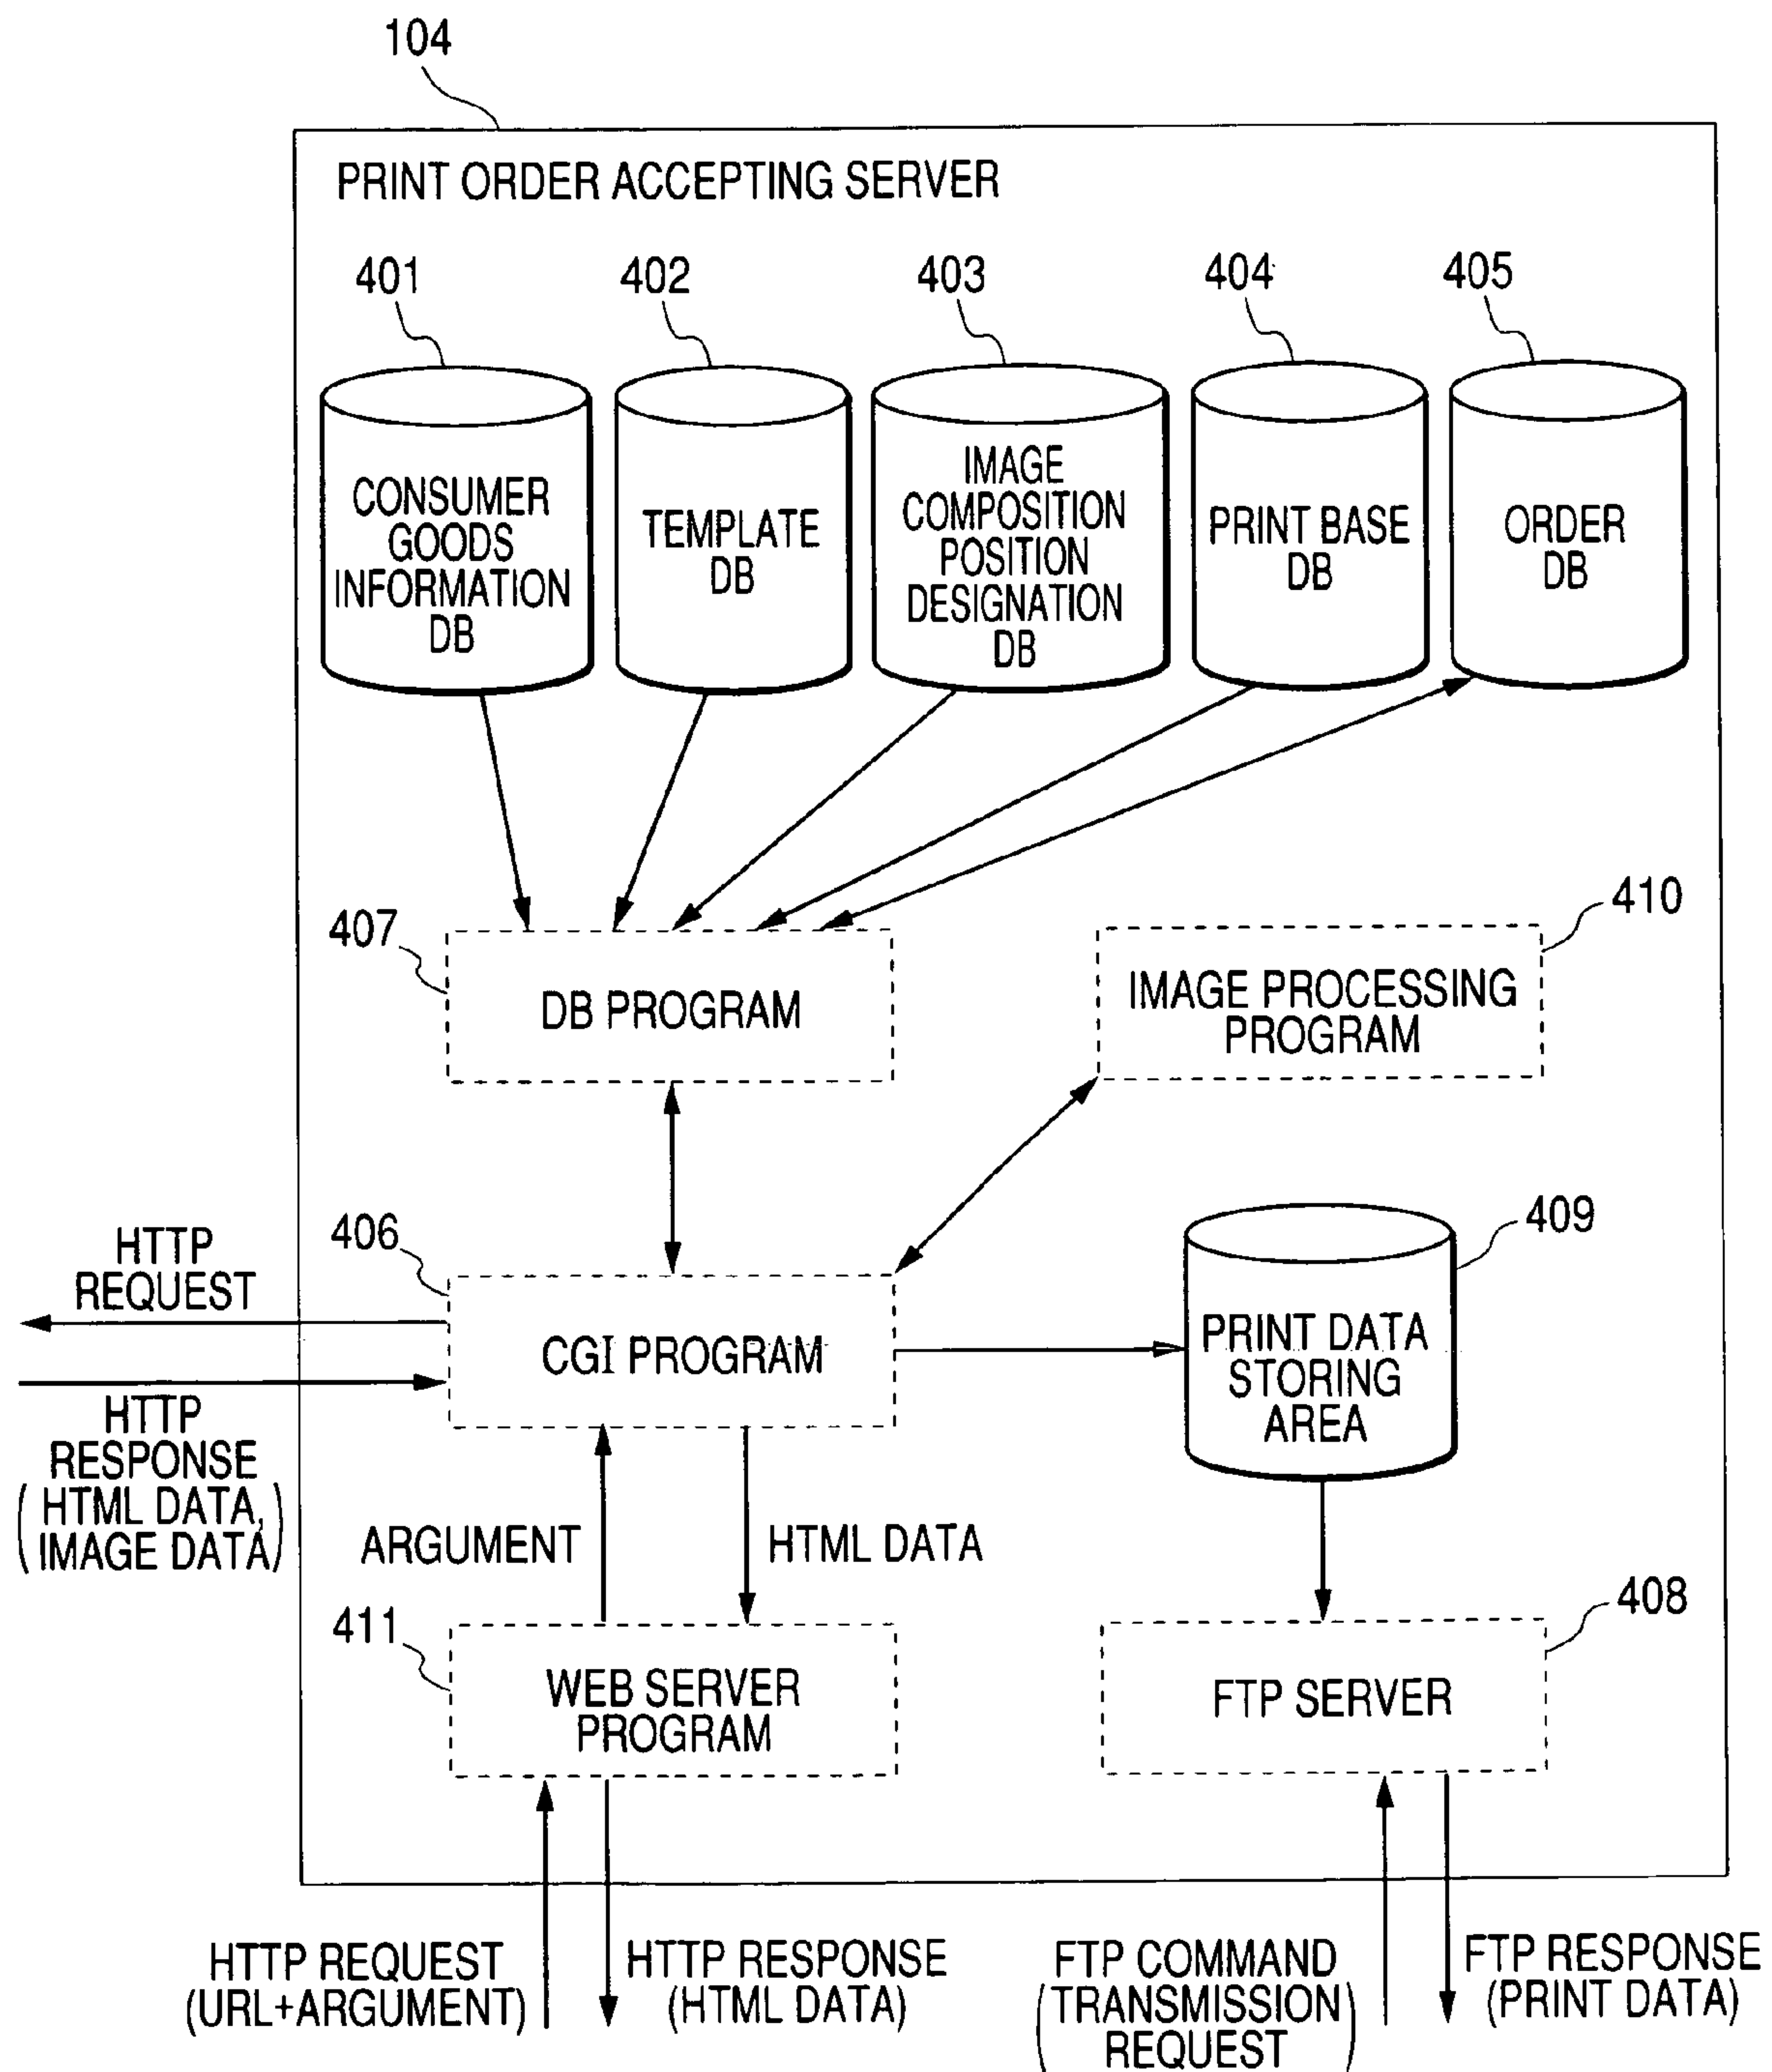 104
PRINT ORDER ACCEPTING SERVER
401
402
403
404
405
CONSUMER
GOODS
INFORMATION
DB
TEMPLATE
DB
IMAGE
COMPOSITION
POSITION
DESIGNATION
DB
PRINT BASE
DB
ORDER
DB
407
DB PROGRAM
410
IMAGE PROCESSING
PROGRAM
HTTP
REQUEST
406
CGI PROGRAM
409
PRINT DATA
STORING
AREA
HTTP
RESPONSE
(HTML DATA,
IMAGE DATA)
ARGUMENT
HTML DATA
411
WEB SERVER
PROGRAM
408
FTP SERVER
HTTP REQUEST
(URL+ARGUMENT)
HTTP RESPONSE
(HTML DATA)
FTP COMMAND
(TRANSMISSION
REQUEST)
FTP RESPONSE
(PRINT DATA)